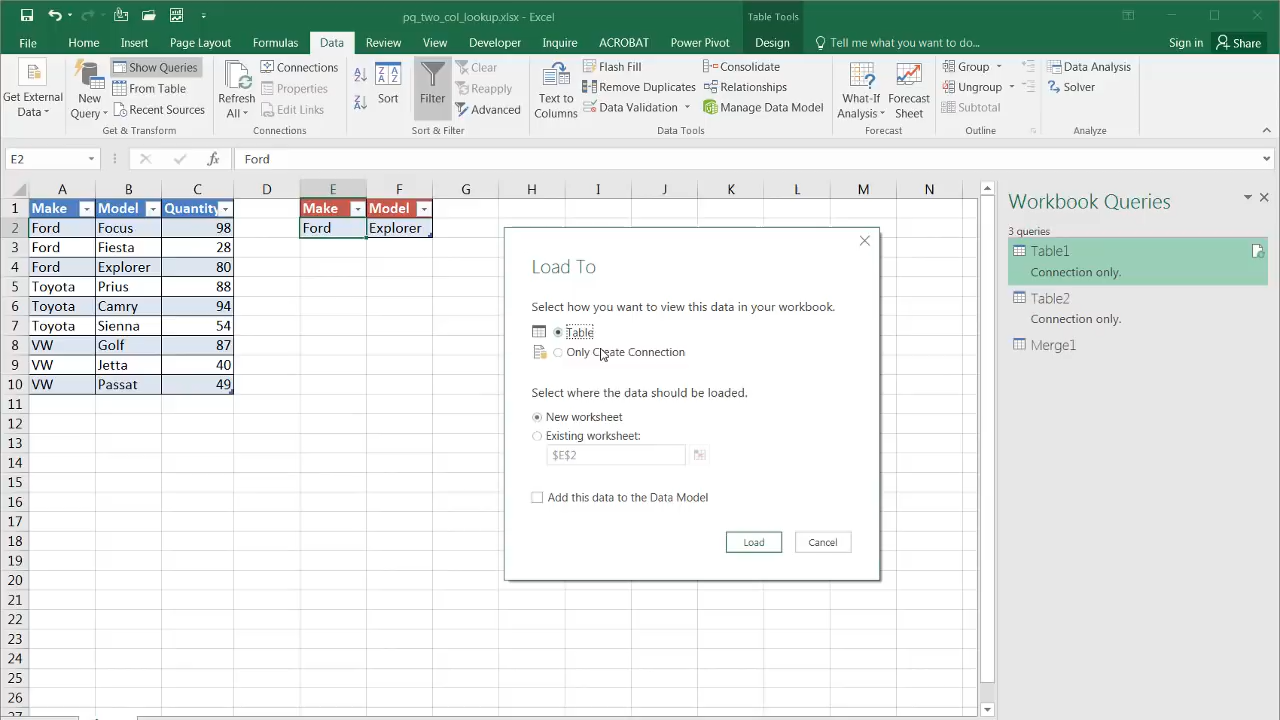 pq_two_col_lookup.xlsx - Excel
Table Tools
File Home Insert Page Layout Formulas Data Review View Developer Inquire ACROBAT Power Pivot Design Tell me what you want to do... Sign in Share
Get External Data
New Query
Show Queries
From Table
Recent Sources
Get & Transform
Refresh All
Connections
Properties
Edit Links
Connections
Sort
Filter
Clear
Reapply
Advanced
Sort & Filter
Text to Columns
Flash Fill
Remove Duplicates
Data Validation
Consolidate
Relationships
Manage Data Model
Data Tools
What-If Analysis
Forecast Sheet
Forecast
Group
Ungroup
Subtotal
Outline
Data Analysis
Solver
Analyze
E2 fx Ford
A B C D E F G H I J K L M N
1 Make Model Quantity Make Model
2 Ford Focus 98 Ford Explorer
3 Ford Fiesta 28
4 Ford Explorer 80
5 Toyota Prius 88
6 Toyota Camry 94
7 Toyota Sienna 54
8 VW Golf 87
9 VW Jetta 40
10 VW Passat 49
11
12
13
14
15
16
17
18
19
20
21
22
23
24
25
26
Load To
Select how you want to view this data in your workbook.
Table
Only Create Connection
Select where the data should be loaded.
New worksheet
Existing worksheet:
$E$2
Add this data to the Data Model
Load Cancel
Workbook Queries
3 queries
Table1
Connection only.
Table2
Connection only.
Merge1